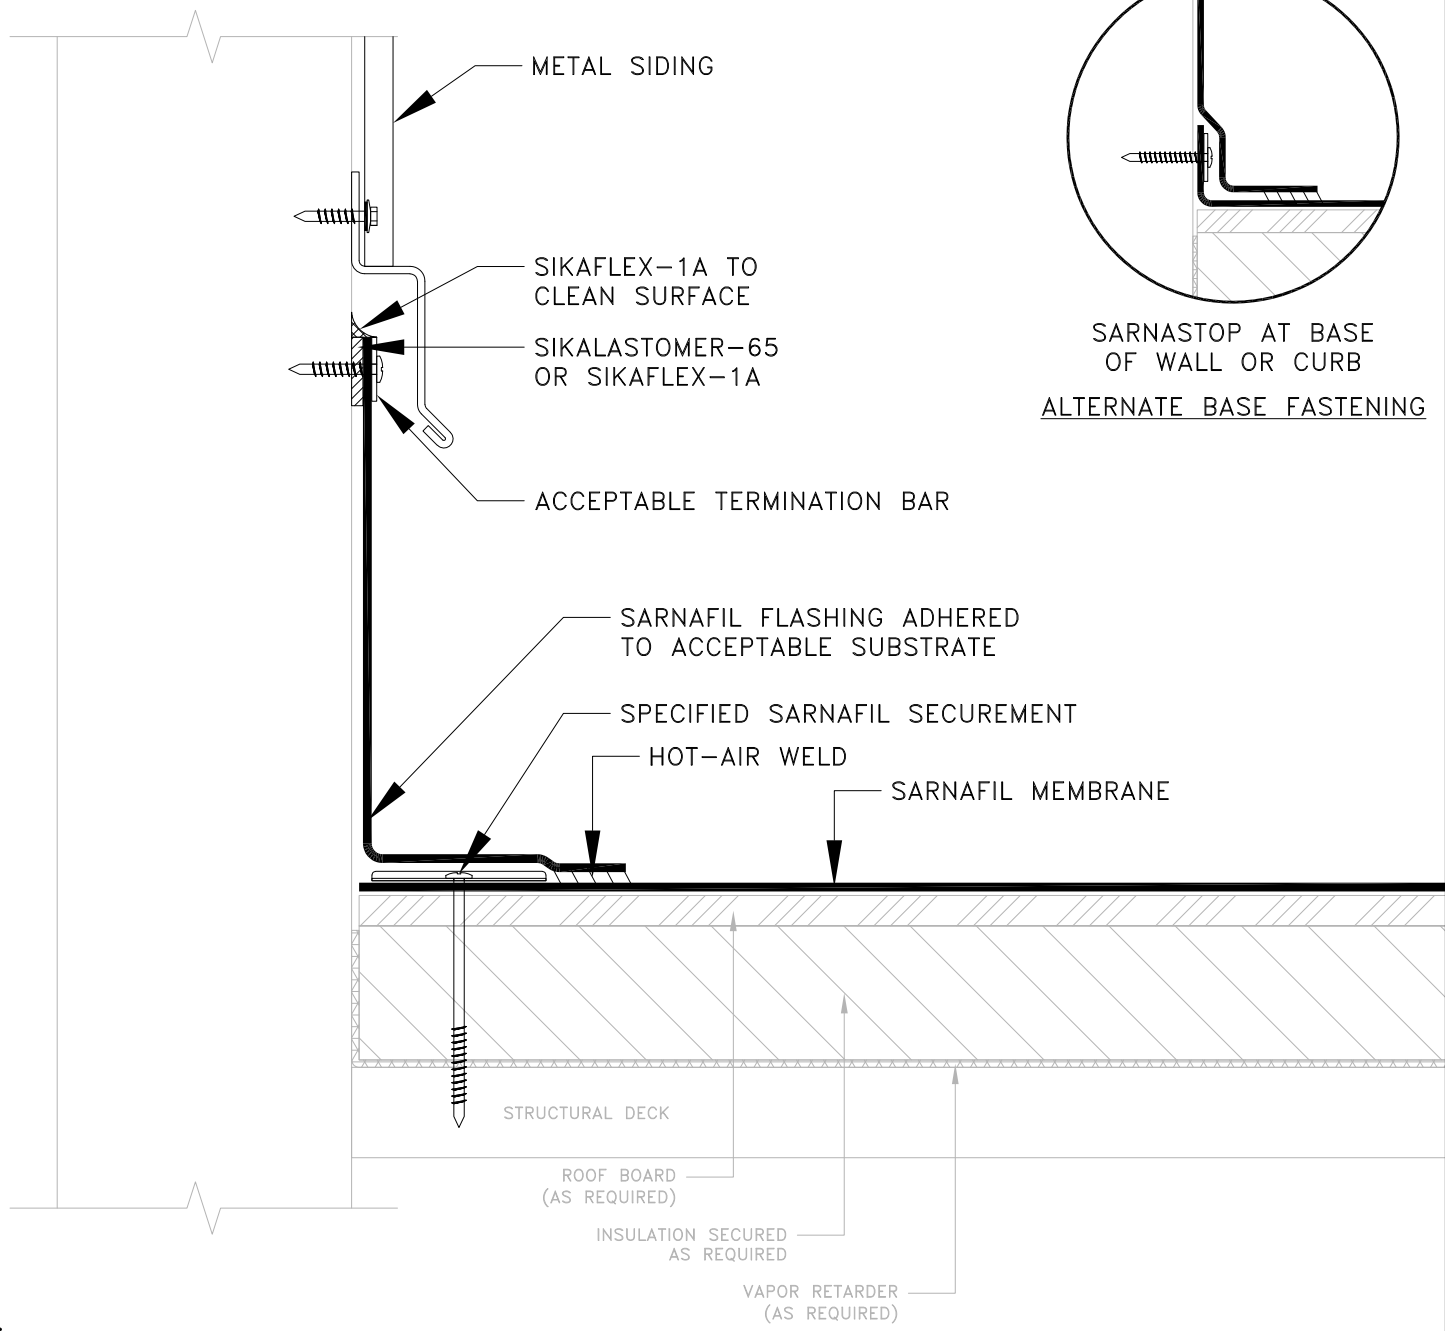 METAL SIDING
SIKAFLEX-1A TO
CLEAN SURFACE
SIKALASTOMER-65
OR SIKAFLEX-1A
SARNASTOP AT BASE
OF WALL OR CURB
ALTERNATE BASE FASTENING
ACCEPTABLE TERMINATION BAR
SARNAFIL FLASHING ADHERED
TO ACCEPTABLE SUBSTRATE
SPECIFIED SARNAFIL SECUREMENT
HOT-AIR WELD
SARNAFIL MEMBRANE
STRUCTURAL DECK
ROOF BOARD
(AS REQUIRED)
INSULATION SECURED
AS REQUIRED
VAPOR RETARDER
(AS REQUIRED)